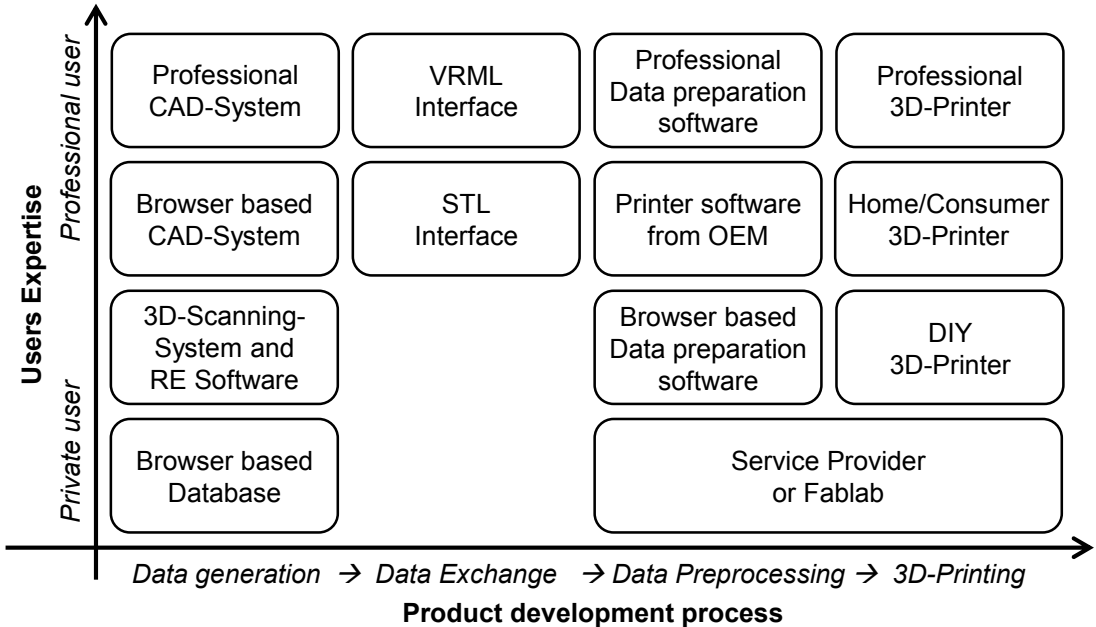 Users Expertise
Professional user
Private user
Professional
CAD-System
VRML
Interface
Professional
Data preparation
software
Professional
3D-Printer
Browser based
CAD-System
STL
Interface
Printer software
from OEM
Home/Consumer
3D-Printer
3D-Scanning-
System and
RE Software
Browser based
Data preparation
software
DIY
3D-Printer
Browser based
Database
Service Provider
or Fablab
Data generation → Data Exchange → Data Preprocessing → 3D-Printing
Product development process